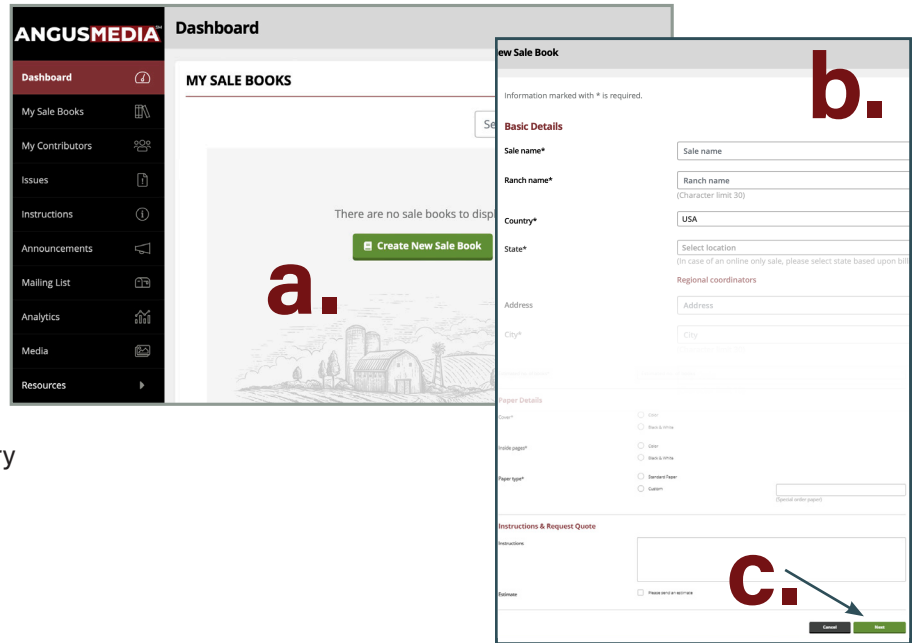 ANGUSMEDIA SM
Dashboard
Dashboard
My Sale Books
My Contributors
Issues
Instructions
Announcements
Mailing List
Analytics
Media
Resources
MY SALE BOOKS
Se
There are no sale books to displ
Create New Sale Book
a.
ry
ew Sale Book
b.
Information marked with * is required.
Basic Details
Sale name*
Sale name
Ranch name*
Ranch name
(Character limit 30)
Country*
USA
State*
Select location
(In case of an online only sale, please select state based upon bill
Regional coordinators
Address
Address
City*
City
Paper Details
Cover*
Color
Black & White
Inside pages*
Color
Black & White
Paper type*
Standard Paper
Custom
(Special order paper)
Instructions & Request Quote
Instructions
c.
Estimate
Please send an estimate
Cancel
Next